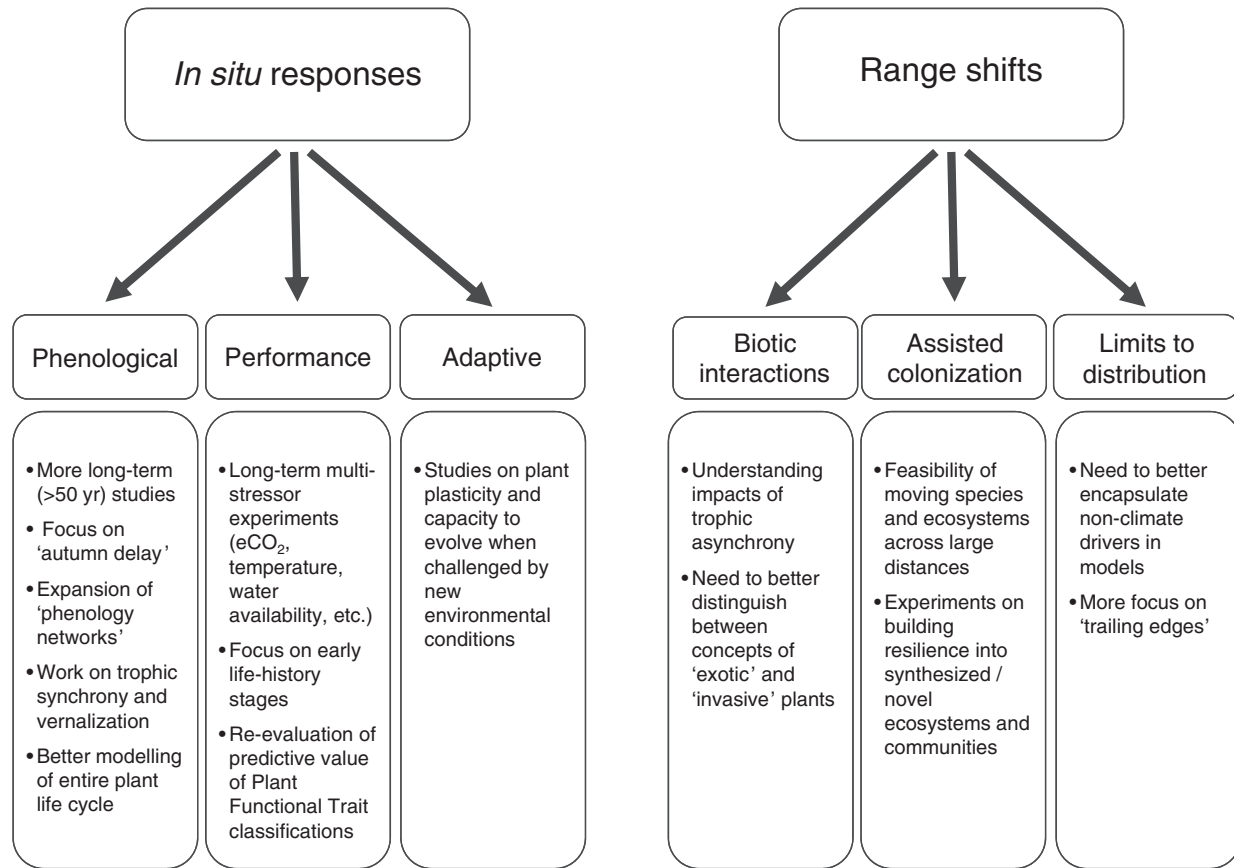 In situ responses
Range shifts
Phenological
Performance
Adaptive
Biotic
interactions
Assisted
colonization
Limits to
distribution
•More long-term
(>50 yr) studies
• Focus on
‘autumn delay’
•Expansion of
‘phenology
networks’
•Work on trophic
synchrony and
vernalization
•Better modelling
of entire plant
life cycle
•Long-term multi-
stressor
experiments
(eCO₂,
temperature,
water
availability, etc.)
•Focus on early
life-history
stages
•Re-evaluation of
predictive value
of Plant
Functional Trait
classifications
•Studies on plant
plasticity and
capacity to
evolve when
challenged by
new
environmental
conditions
•Understanding
impacts of
trophic
asynchrony
•Need to better
distinguish
between
concepts of
‘exotic’ and
‘invasive’ plants
•Feasibility of
moving species
and ecosystems
across large
distances
•Experiments on
building
resilience into
synthesized /
novel
ecosystems and
communities
•Need to better
encapsulate
non-climate
drivers in
models
•More focus on
‘trailing edges’